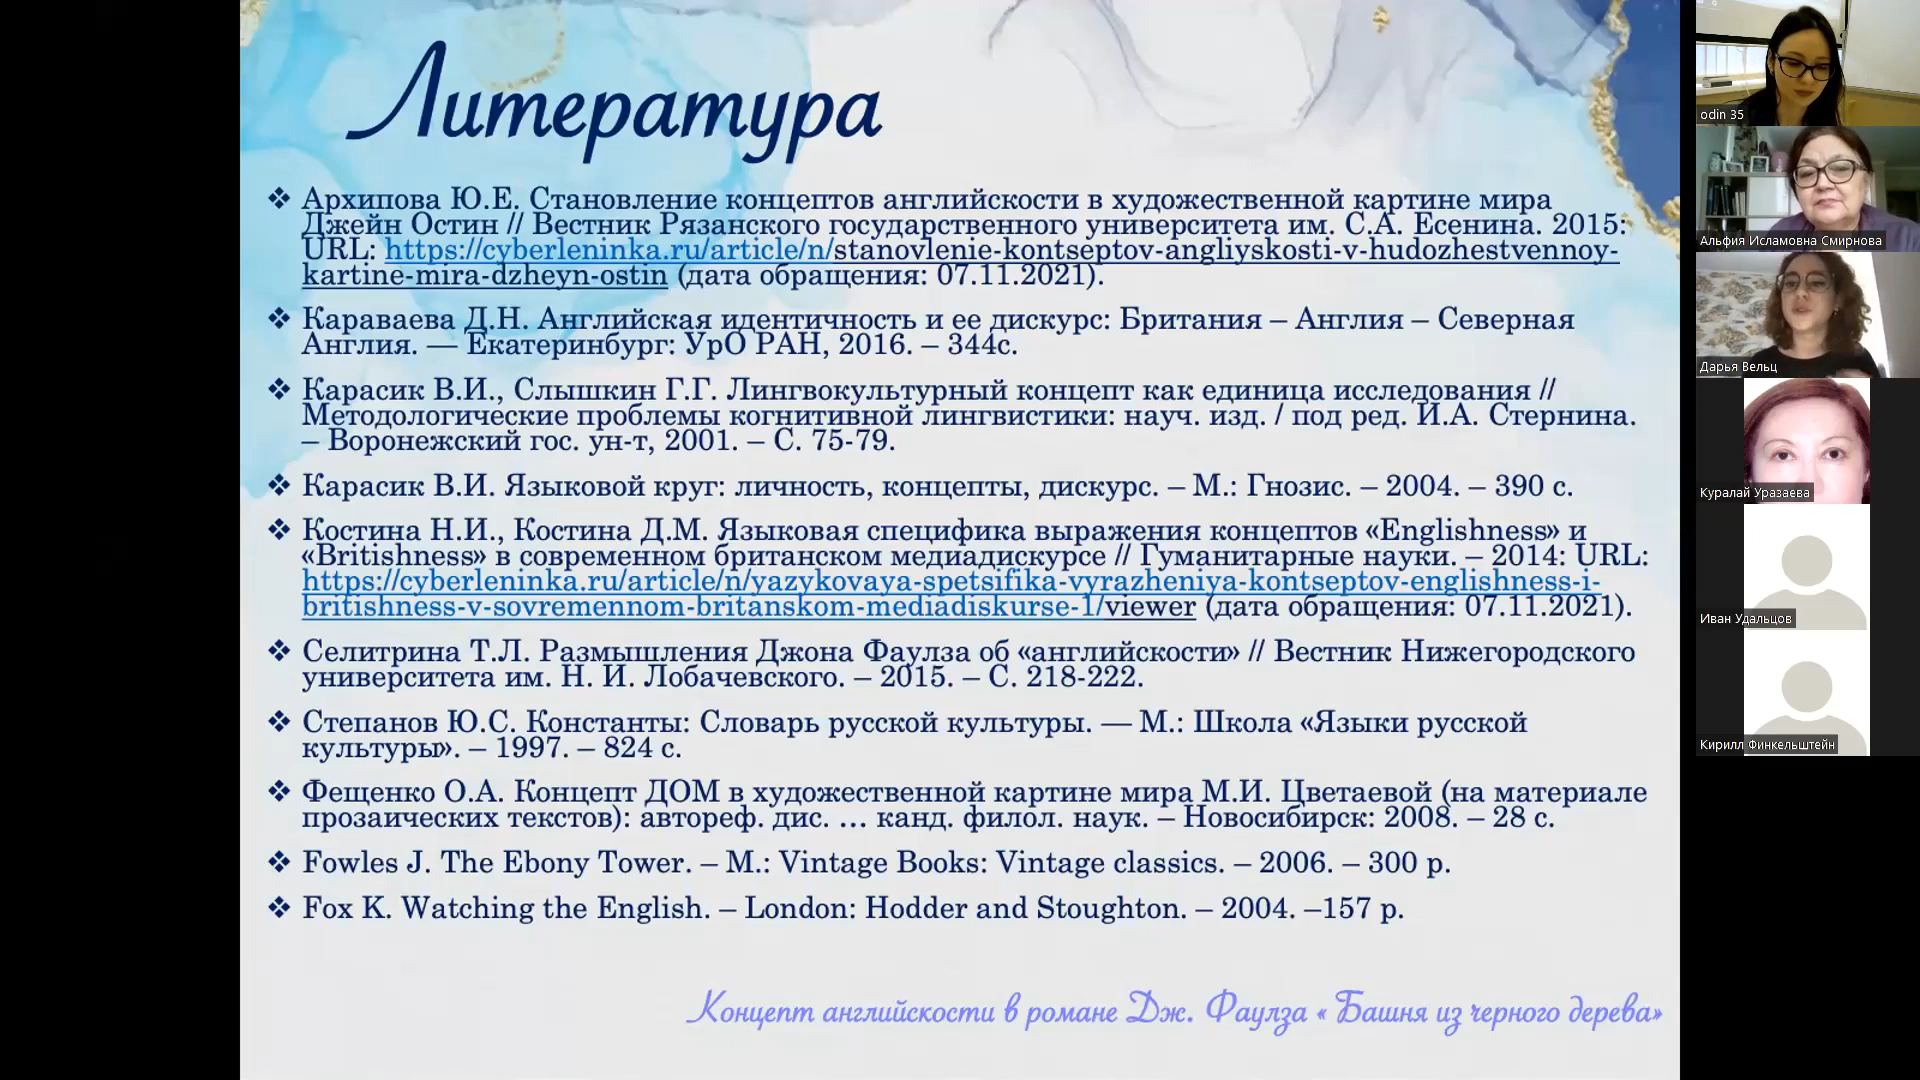 Литература
❖ Архипова Ю.Е. Становление концептов английскости в художественной картине мира
Джейн Остин // Вестник Рязанского государственного университета им. С.А. Есенина. 2015:
URL: https://cyberleninka.ru/article/n/stanovlenie-kontseptov-angliyskosti-v-hudozhestvennoy-
kartine-mira-dzheyn-ostin (дата обращения: 07.11.2021).
❖ Караваева Д.Н. Английская идентичность и ее дискурс: Британия – Англия – Северная
Англия. — Екатеринбург: УрО РАН, 2016. – 344с.
❖ Карасик В.И., Слышкин Г.Г. Лингвокультурный концепт как единица исследования //
Методологические проблемы когнитивной лингвистики: науч. изд. / под ред. И.А. Стернина.
– Воронежский гос. ун-т, 2001. – С. 75-79.
❖ Карасик В.И. Языковой круг: личность, концепты, дискурс. – М.: Гнозис. – 2004. – 390 с.
❖ Костина Н.И., Костина Д.М. Языковая специфика выражения концептов «Englishness» и
«Britishness» в современном британском медиадискурсе // Гуманитарные науки. – 2014: URL:
https://cyberleninka.ru/article/n/yazykovaya-spetsifika-vyrazheniya-kontseptov-englishness-i-
britishness-v-sovremennom-britanskom-mediadiskurse-1/viewer (дата обращения: 07.11.2021).
❖ Селитрина Т.Л. Размышления Джона Фаулза об «английскости» // Вестник Нижегородского
университета им. Н. И. Лобачевского. – 2015. – С. 218-222.
❖ Степанов Ю.С. Константы: Словарь русской культуры. — М.: Школа «Языки русской
культуры». – 1997. – 824 с.
❖ Фещенко О.А. Концепт ДОМ в художественной картине мира М.И. Цветаевой (на материале
прозаических текстов): автореф. дис. … канд. филол. наук. – Новосибирск: 2008. – 28 с.
❖ Fowles J. The Ebony Tower. – М.: Vintage Books: Vintage classics. – 2006. – 300 p.
❖ Fox K. Watching the English. – London: Hodder and Stoughton. – 2004. –157 p.
Концепт английскости в романе Дж. Фаулза « Башня из черного дерева»
odin 35
Альфия Исламовна Смирнова
Дарья Вельц
Куралай Уразаева
Иван Удальцов
Кирилл Финкельштейн